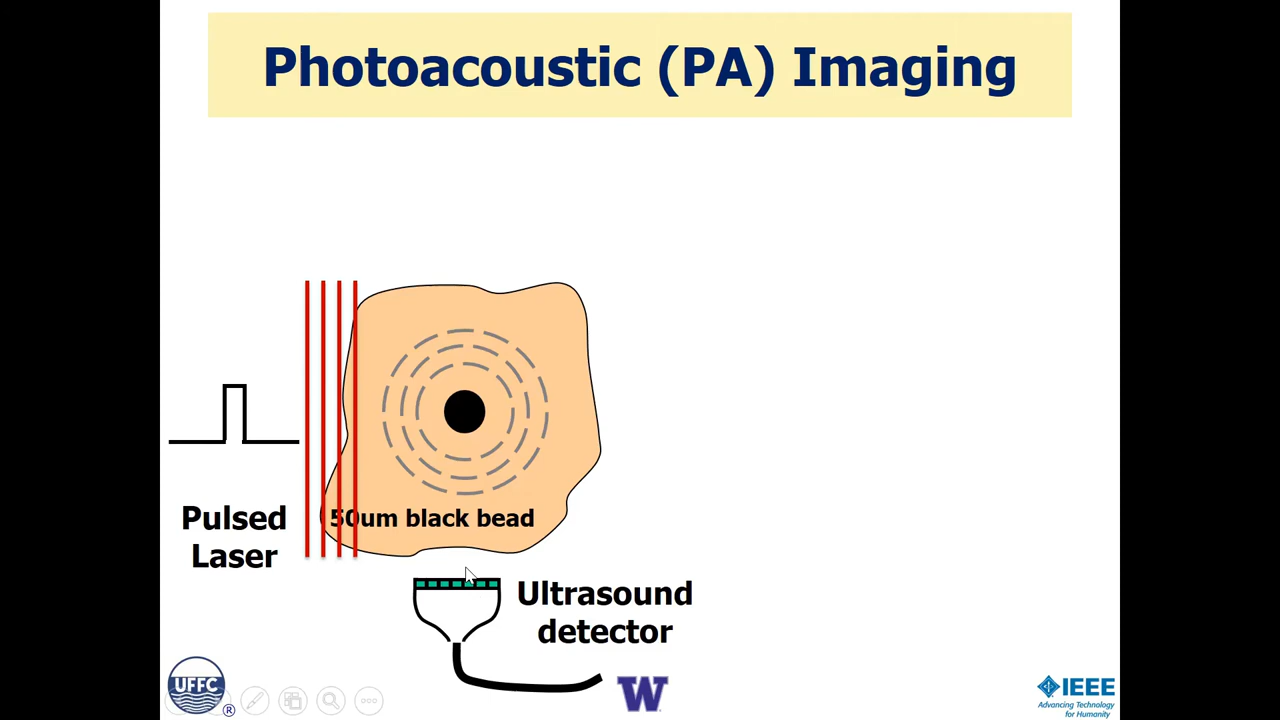 Photoacoustic (PA) Imaging
50um black bead
Pulsed
Laser
Ultrasound
detector
UFFC
®
W
IEEE
Advancing Technology
for Humanity